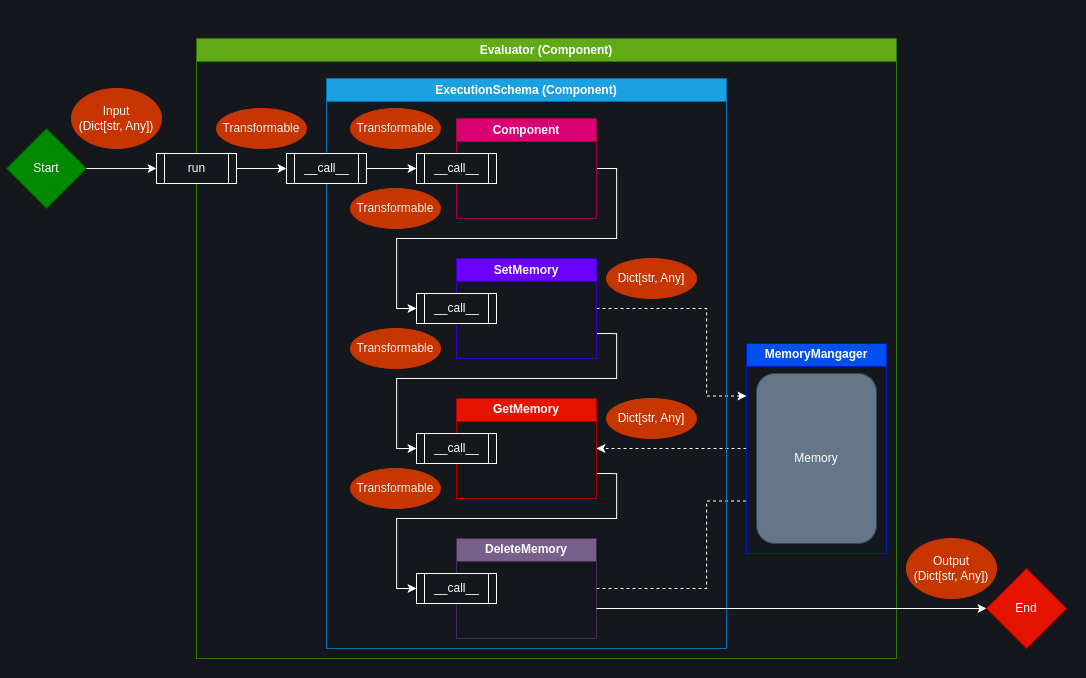 Evaluator (Component)
ExecutionSchema (Component)
Input
(Dict[str, Any])
Transformable
Transformable
Component
Start
run
__call__
__call__
Transformable
SetMemory
Dict[str, Any]
__call__
Transformable
MemoryMangager
GetMemory
Dict[str, Any]
__call__
Memory
Transformable
DeleteMemory
Output
(Dict[str, Any])
__call__
End